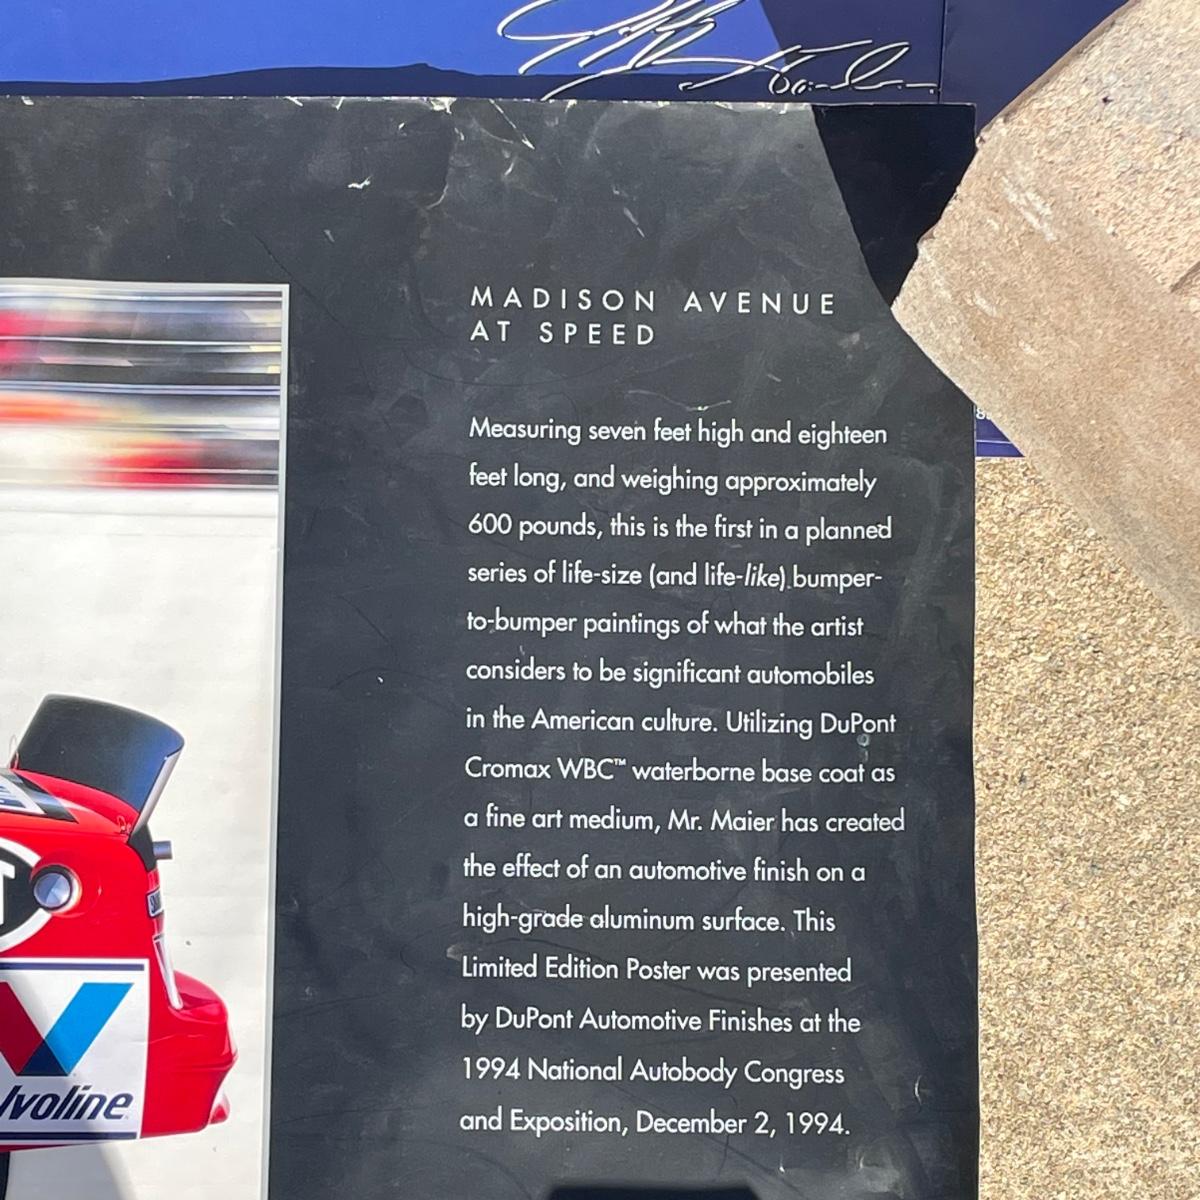 MADISON AVENUE
AT SPEED
Measuring seven feet high and eighteen
feet long, and weighing approximately
600 pounds, this is the first in a planned
series of life-size (and life-like) bumper-
to-bumper paintings of what the artist
considers to be significant automobiles
in the American culture. Utilizing DuPont
Cromax WBC™ waterborne base coat as
a fine art medium, Mr. Maier has created
the effect of an automotive finish on a
high-grade aluminum surface. This
Limited Edition Poster was presented
by DuPont Automotive Finishes at the
1994 National Autobody Congress
and Exposition, December 2, 1994.
lvoline